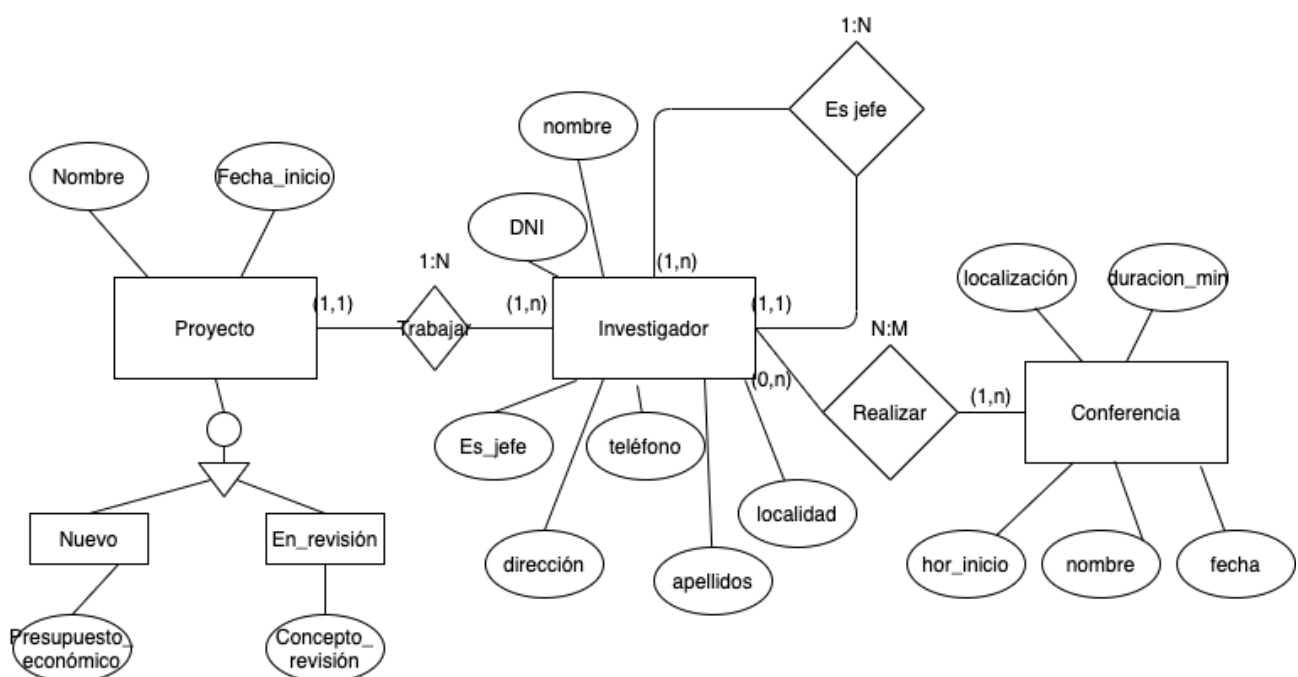 1:N
Es jefe
nombre
Nombre
Fecha_inicio
DNI
1:N
(1,n)
localización
duracion_min
(1,1)
(1,n)
(1,1)
Proyecto
Trabajar
Investigador
N:M
(0,n)
(1,n)
Realizar
Conferencia
Es_jefe
teléfono
localidad
Nuevo
En_revisión
dirección
apellidos
hor_inicio
nombre
fecha
Presupuesto_
económico
Concepto_
revisión